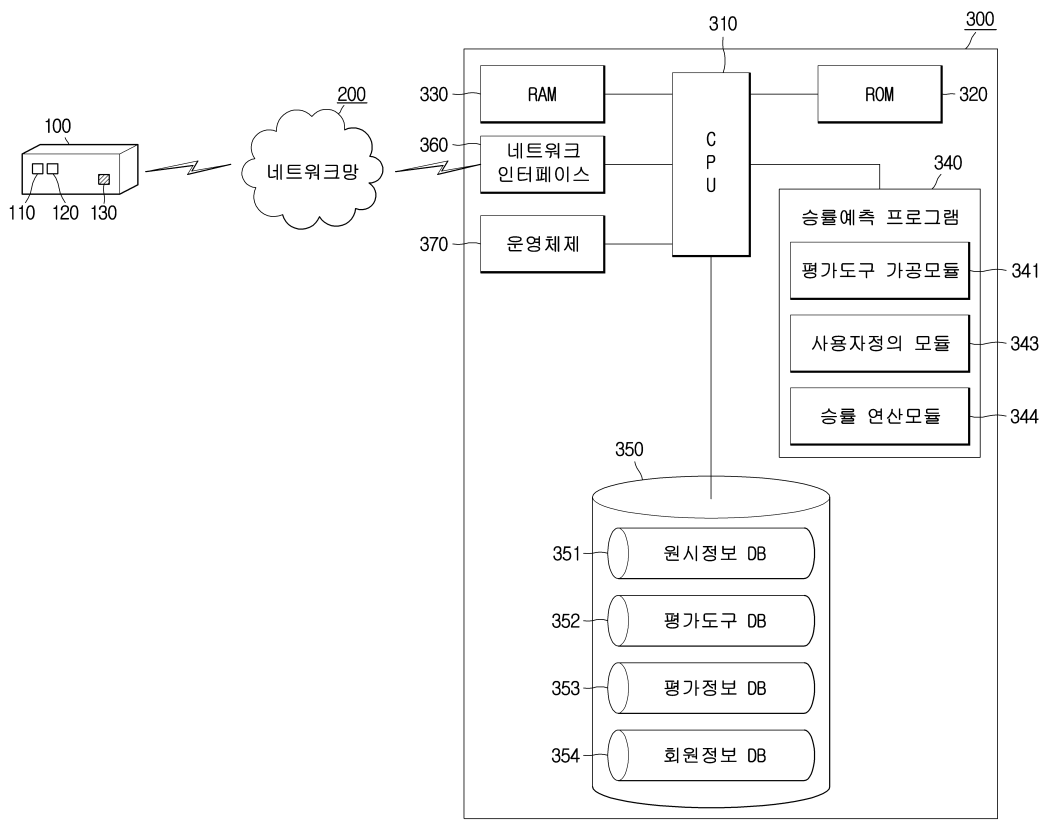 300
310
330
RAM
ROM
320
200
100
360
네트워크
인터페이스
C
P
U
네트워크망
340
110
120
130
승률예측 프로그램
370
운영체제
평가도구 가공모듈
341
사용자정의 모듈
343
승률 연산모듈
344
350
351
원시정보 DB
352
평가도구 DB
353
평가정보 DB
354
회원정보 DB